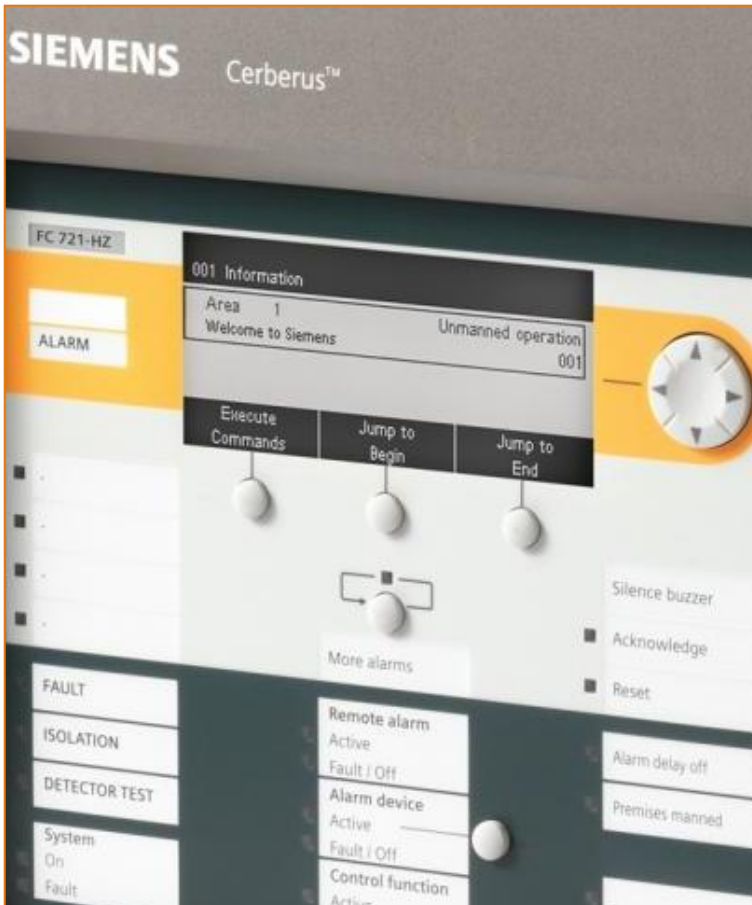 SIEMENS
Cerberus™
FC 721-HZ
ALARM
001 Information
Area 1
Unmanned operation
Welcome to Siemens
001
Execute
Commands
Jump to
Begin
Jump to
End
More alarms
Silence buzzer
Acknowledge
Reset
FAULT
ISOLATION
DETECTOR TEST
System
On
Fault
Remote alarm
Active
Fault / Off
Alarm device
Active
Fault / Off
Control function
Active
Alarm delay off
Premises manned